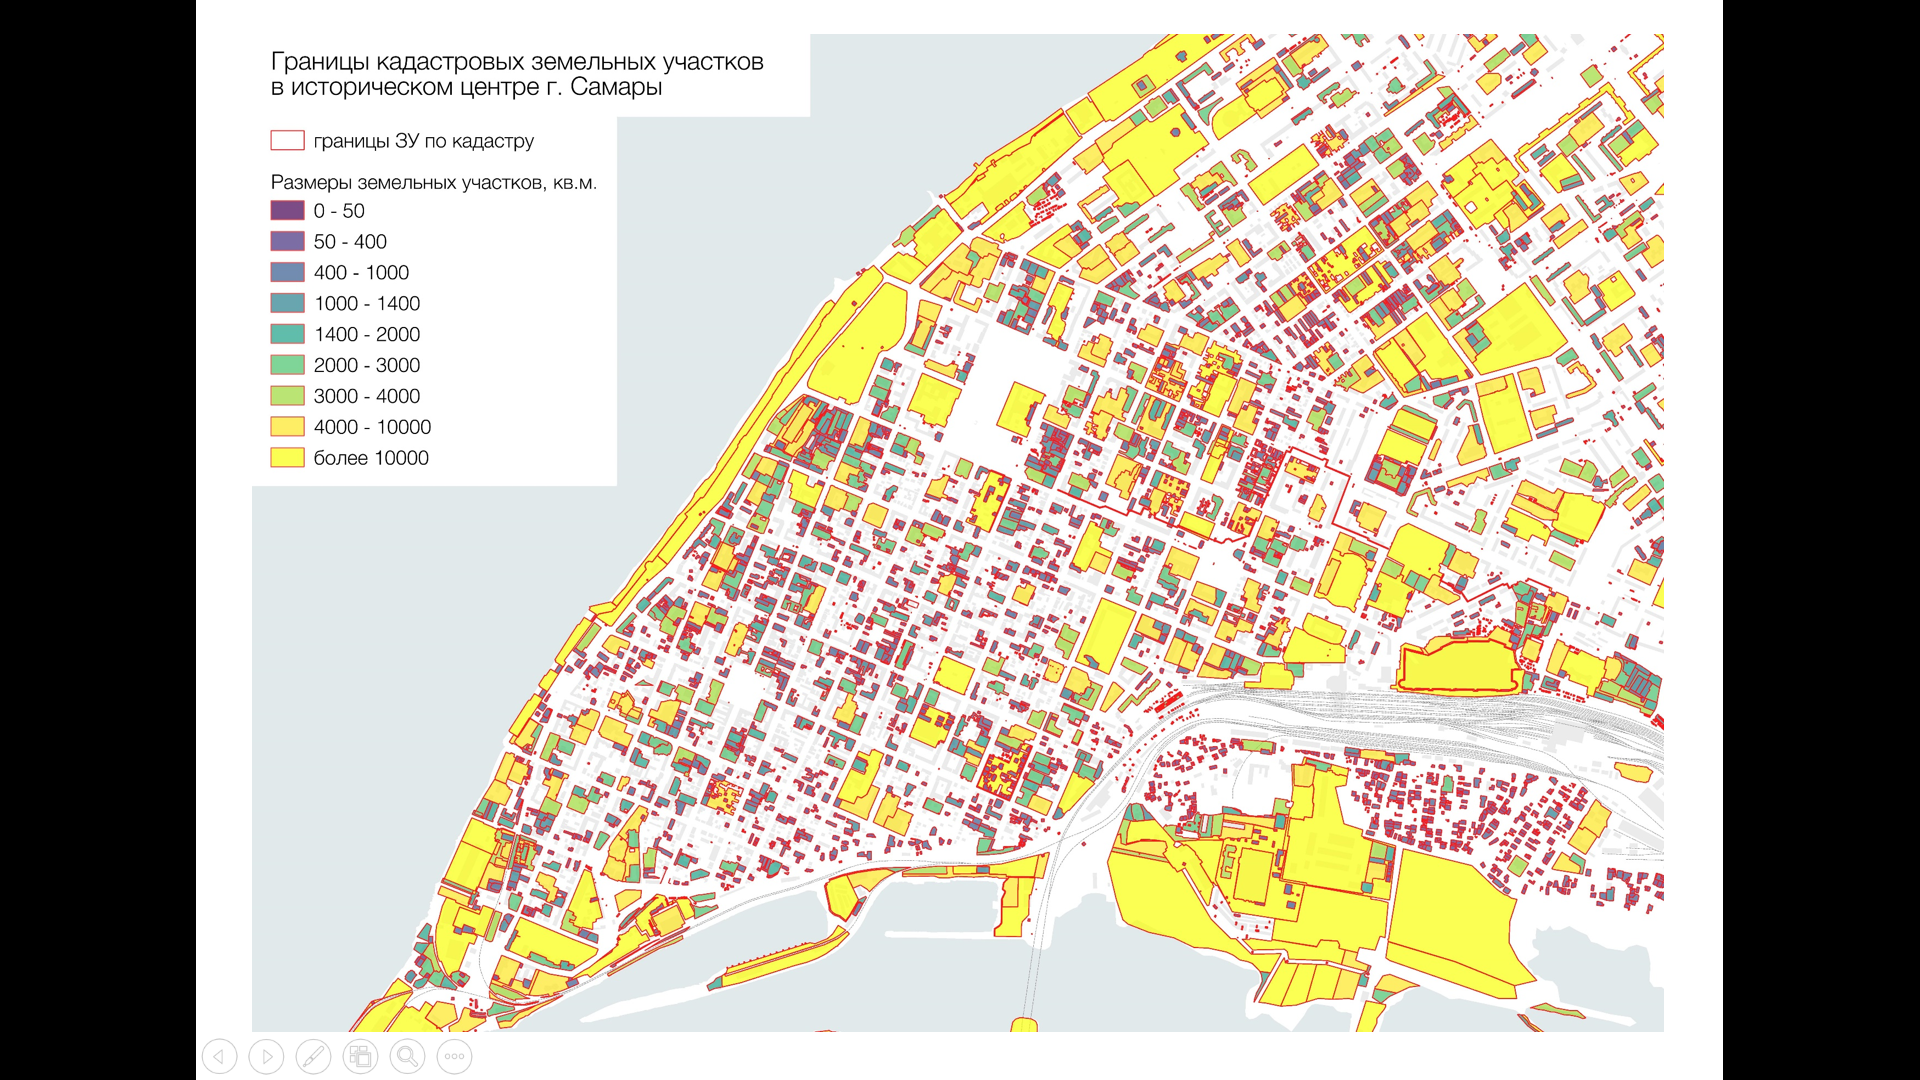 Границы кадастровых земельных участков
в историческом центре г. Самары
границы ЗУ по кадастру
Размеры земельных участков, кв.м.
0 - 50
50 - 400
400 - 1000
1000 - 1400
1400 - 2000
2000 - 3000
3000 - 4000
4000 - 10000
более 10000